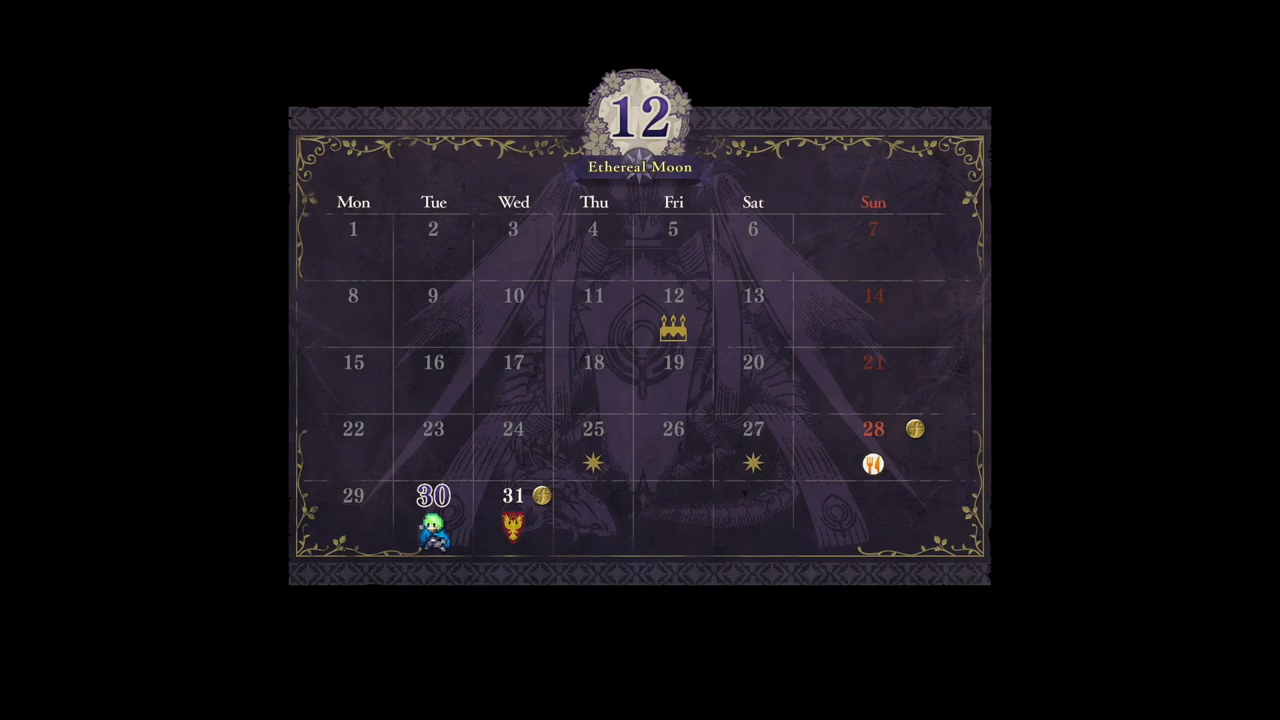 12
Ethereal Moon
Mon Tue Wed Thu Fri Sat Sun
1 2 3 4 5 6 7
8 9 10 11 12 13 14
15 16 17 18 19 20 21
22 23 24 25 26 27 28
29 30 31